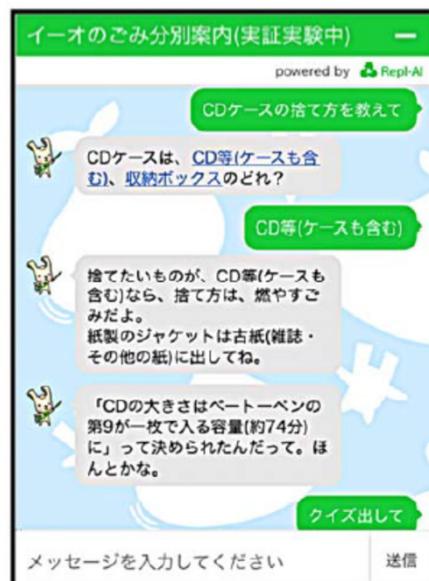 イーオのごみ分別案内(実証実験中)
powered by Repl-AI
CDケースの捨て方を教えて
CDケースは、CD等(ケースも含
む)、収納ボックスのどれ？
CD等(ケースも含む)
捨てたいものが、CD等(ケースも
含む)なら、捨て方は、燃やすご
みだよ。
紙製のジャケットは古紙(雑誌・
その他の紙)に出してね。
「CDの大きさはベートーベンの
第9が一枚で入る容量(約74分)
に」って決められたんだって。ほ
んとかな。
クイズ出して
メッセージを入力してください
送信